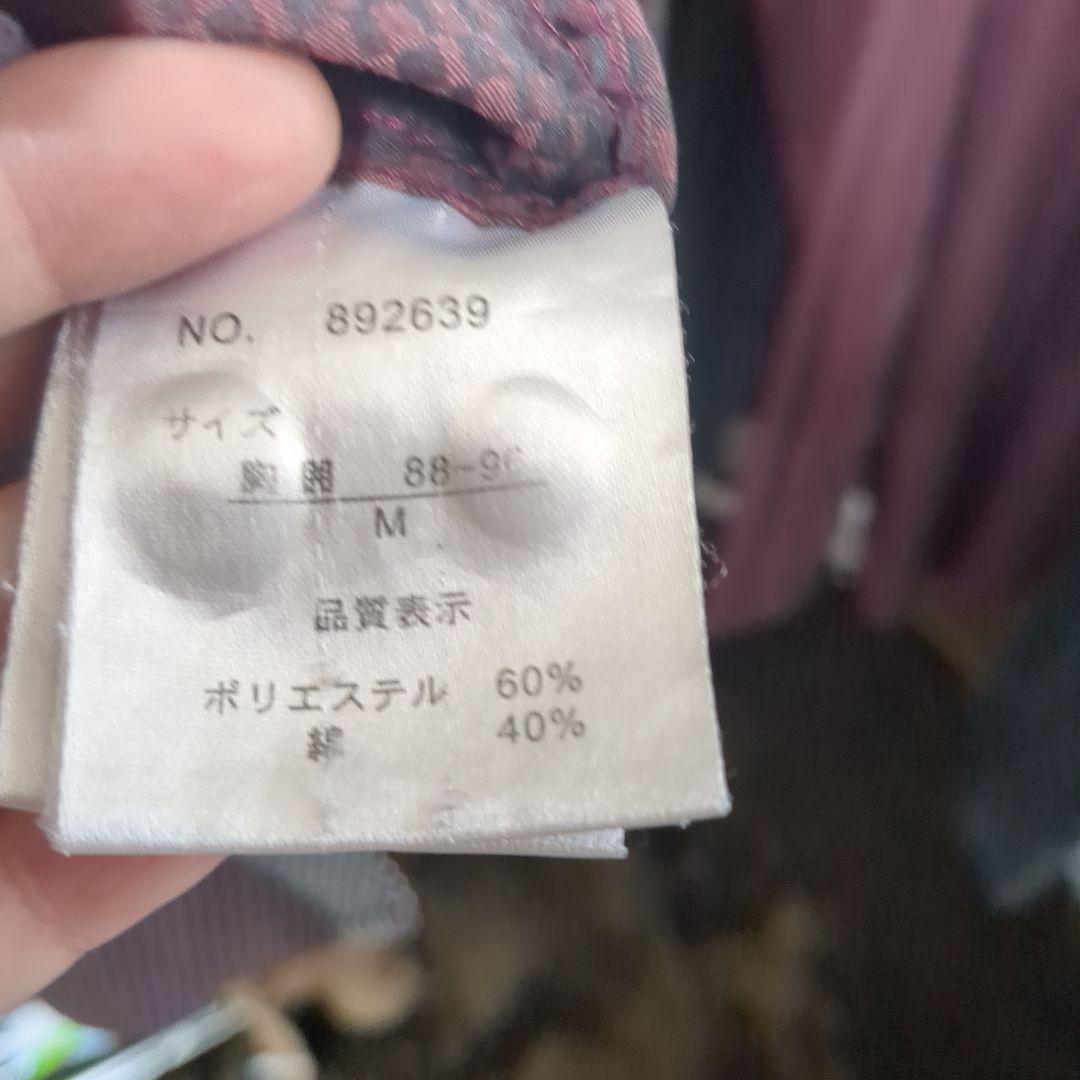 NO. 892639
サイズ
胸囲 88-96
M
品質表示
ポリエステル 60%
綿 40%